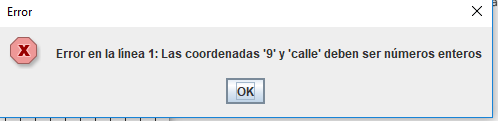 Error
Error en la línea 1: Las coordenadas '9' y 'calle' deben ser números enteros
OK